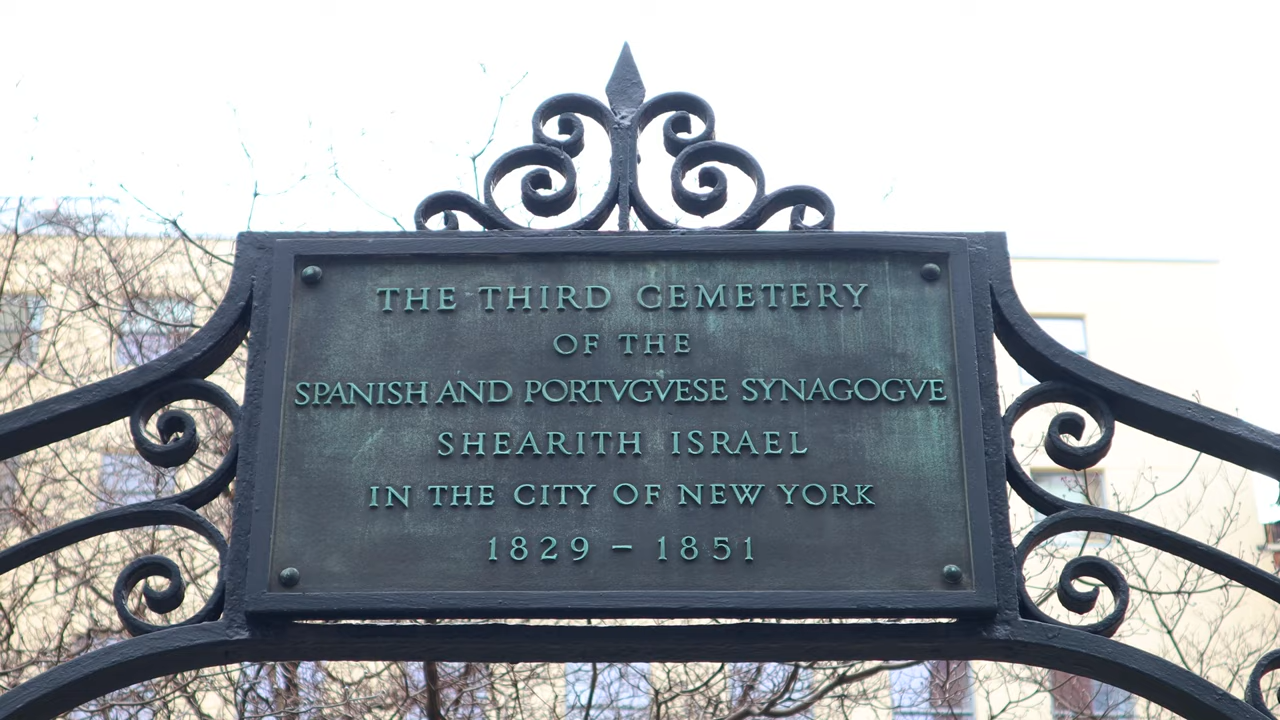 THE THIRD CEMETERY
OF THE
SPANISH AND PORTVGVESE SYNAGOGVE
SHEARITH ISRAEL
IN THE CITY OF NEW YORK
1829 – 1851